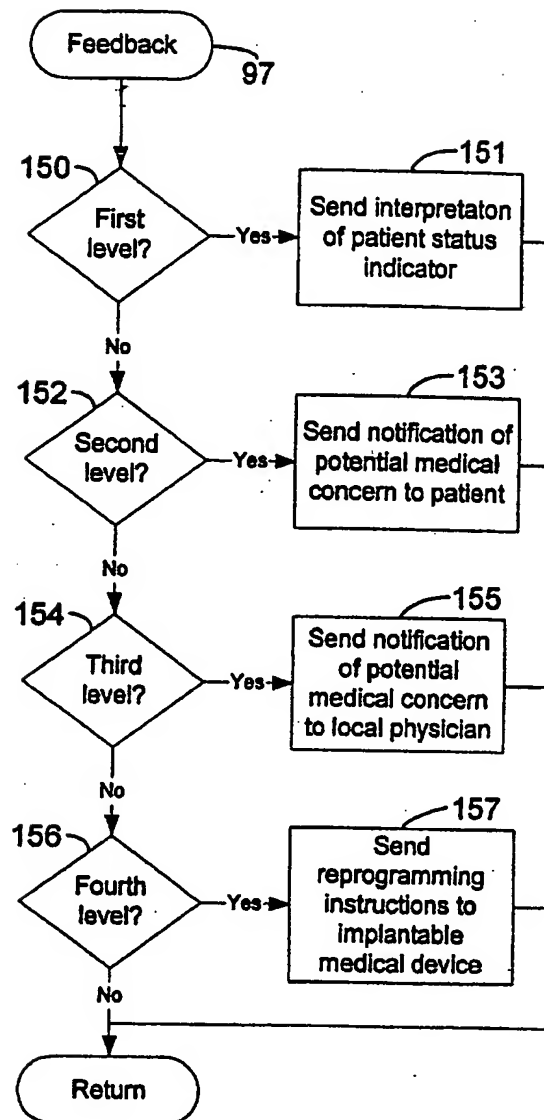 Feedback
97
150
First
level?
Yes
151
Send interpretaton
of patient status
indicator
No
152
Second
level?
Yes
153
Send notification of
potential medical
concern to patient
No
154
Third
level?
Yes
155
Send notification
of potential
medical concern
to local physician
No
156
Fourth
level?
Yes
157
Send
reprogramming
instructions to
implantable
medical device
No
Return